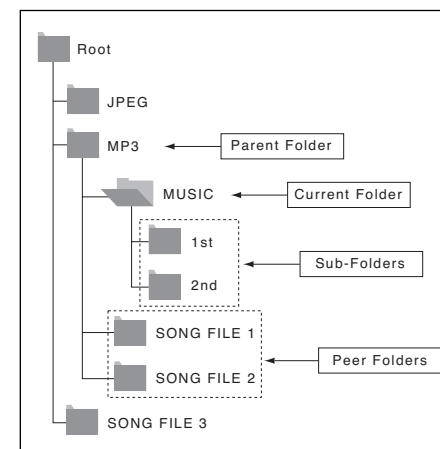 Root
JPEG
MP3
Parent Folder
MUSIC
Current Folder
1st
Sub-Folders
2nd
SONG FILE 1
Peer Folders
SONG FILE 2
SONG FILE 3